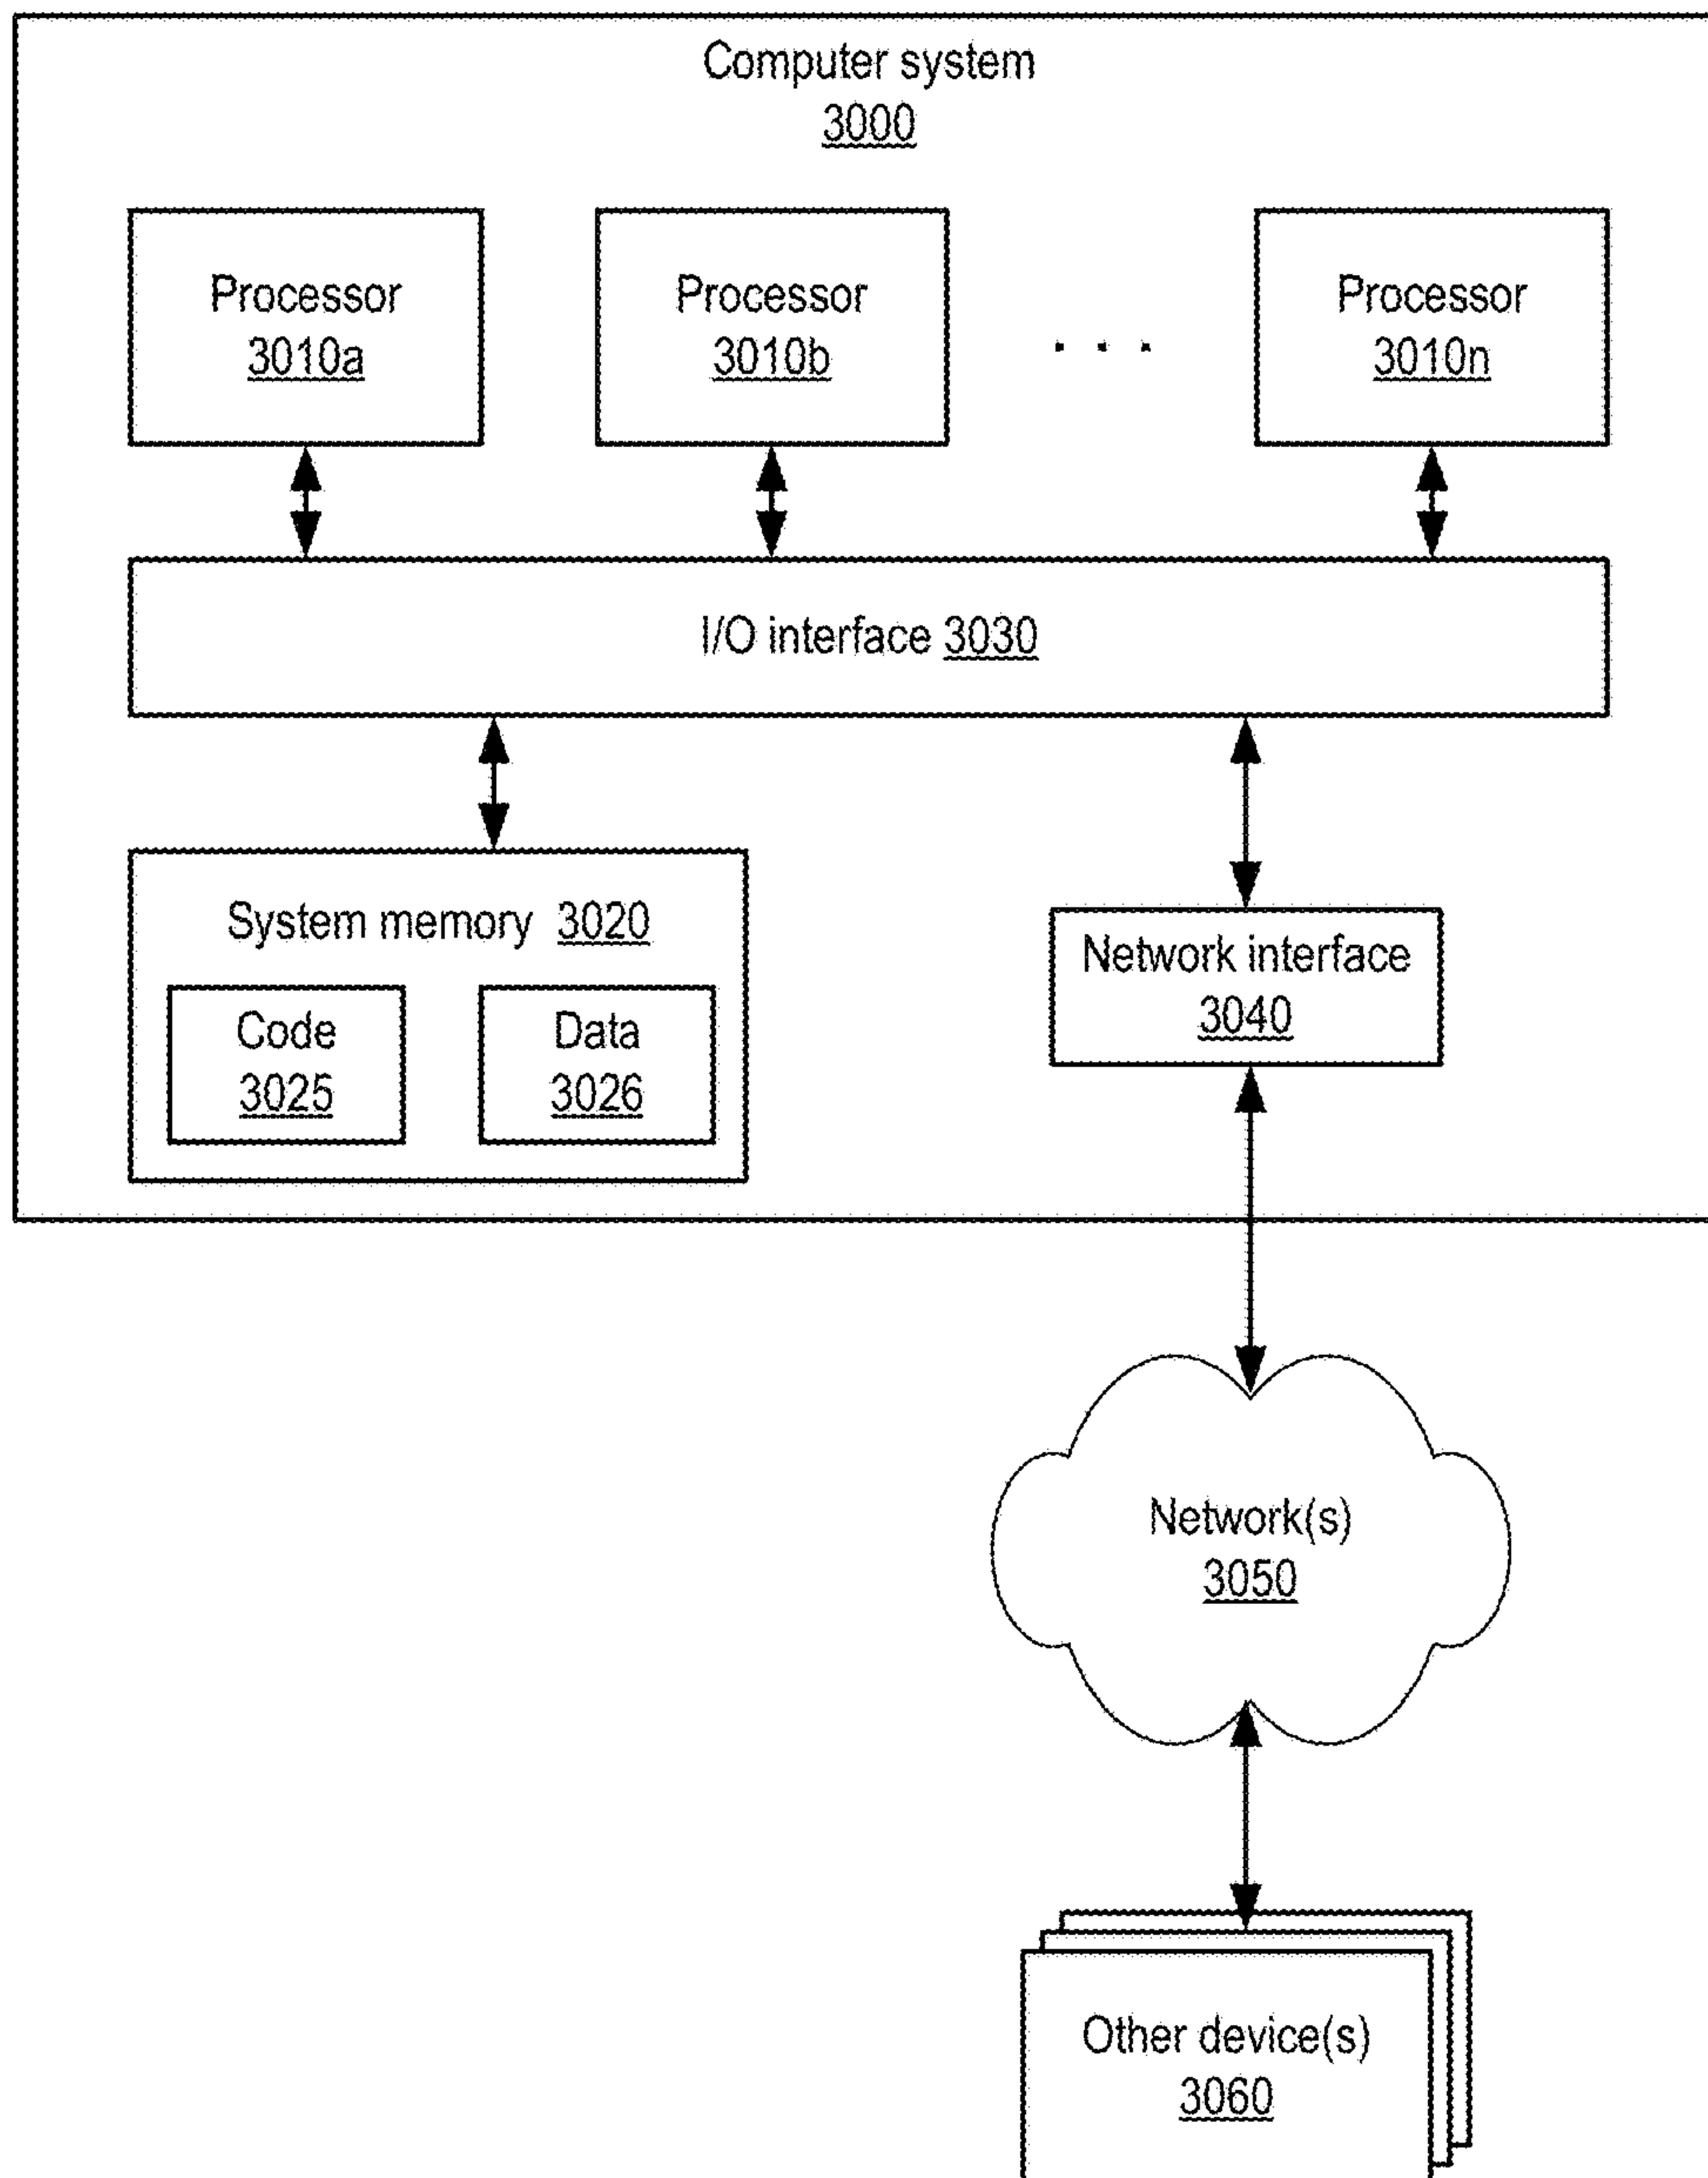 Computer system
3000
Processor
3010a
Processor
3010b
. . .
Processor
3010n
I/O interface 3030
System memory 3020
Code
3025
Data
3026
Network interface
3040
Network(s)
3050
Other device(s)
3060